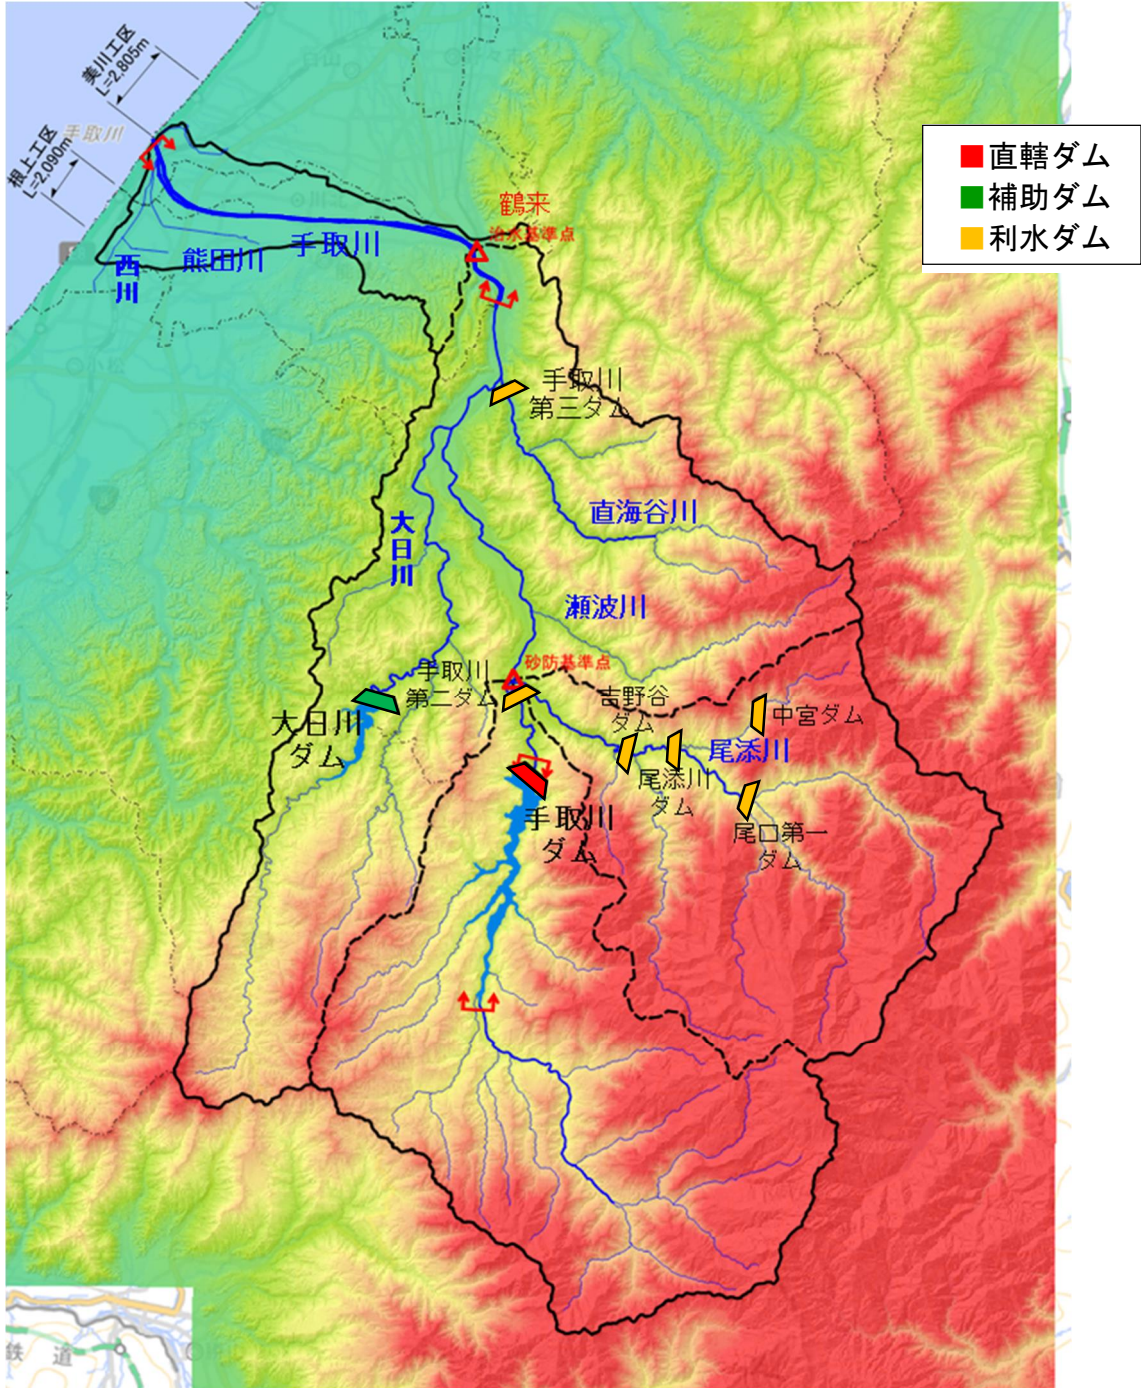 美川工区
L=2,805m
手取川
根上工区
L=2,090m
直轄ダム
補助ダム
利水ダム
鶴来
治水基準点
手取川
熊田川
西川
川北
手取川
第三ダム
直海谷川
大日川
瀬波川
砂防基準点
手取川
第二ダム
吉野谷
ダム
中宮ダム
大日川
ダム
尾添川
尾添川
ダム
手取川
ダム
尾口第一
ダム
鉄道